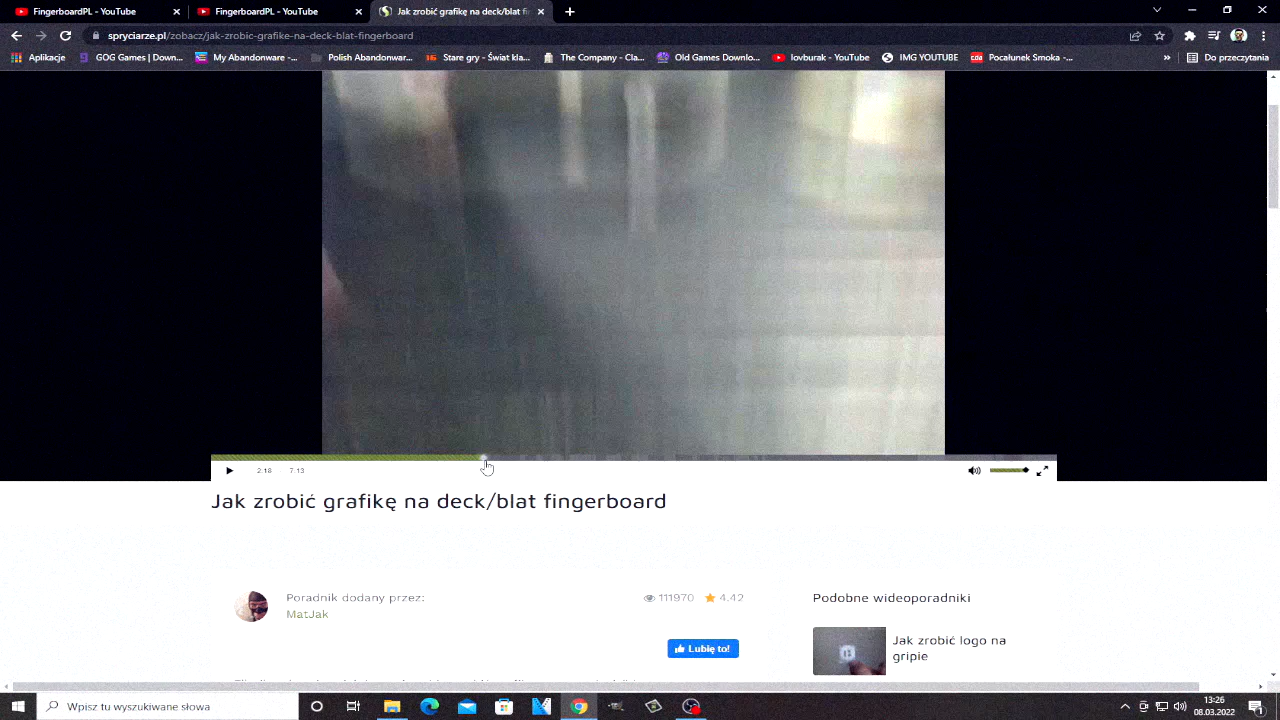 FingerboardPL - YouTube
FingerboardPL - YouTube
Jak zrobić grafikę na deck/blat fi
spryciarze.pl/zobacz/jak-zrobic-grafike-na-deck-blat-fingerboard
Aplikacje
GOG Games | Down...
My Abandonware -...
Polish Abandonwar...
Stare gry - Świat kla...
The Company - Cla...
Old Games Downlo...
lovburak - YouTube
IMG YOUTUBE
cda
Pocałunek Smoka -...
»
Do przeczytania
2:18 7:13
Jak zrobić grafikę na deck/blat fingerboard
Poradnik dodany przez:
MatJak
111970 4.42
Lubię to!
Podobne wideoporadniki
Jak zrobić logo na
gripie
Wpisz tu wyszukiwane słowa
13:26
08.03.2022